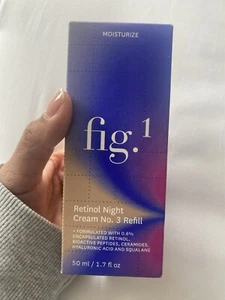 MOISTURIZE
fig.1
Retinol Night
Cream No. 3 Refill
• FORMULATED WITH 0.6%
ENCAPSULATED RETINOL,
BIOACTIVE PEPTIDES, CERAMIDES,
HYALURONIC ACID AND SQUALANE
50 ml / 1.7 fl oz